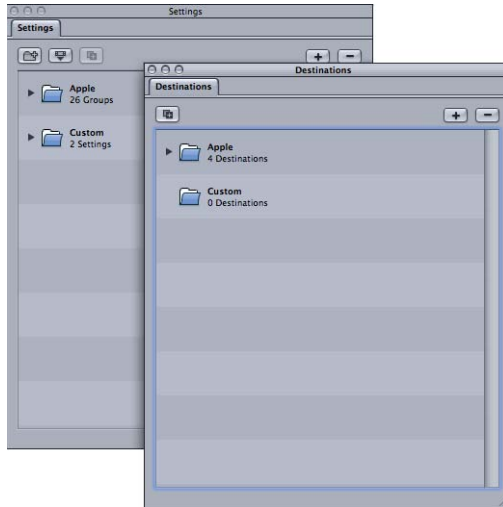 Settings
Settings
Apple
26 Groups
Custom
2 Settings
Destinations
Destinations
Apple
4 Destinations
Custom
0 Destinations